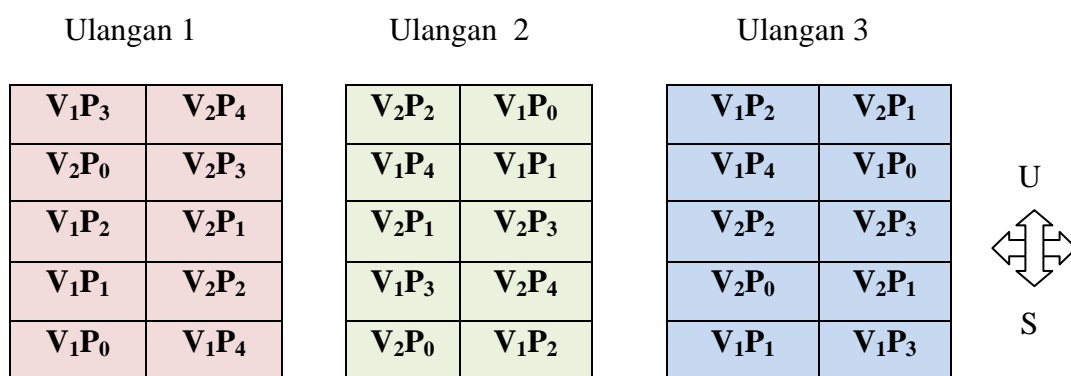 Ulangan 1 Ulangan 2 Ulangan 3
V₁P₃ V₂P₄ V₂P₂ V₁P₀ V₁P₂ V₂P₁
V₂P₀ V₂P₃ V₁P₄ V₁P₁ V₁P₄ V₁P₀
U
V₁P₂ V₂P₁ V₂P₁ V₂P₃ V₂P₂ V₂P₃
V₁P₁ V₂P₂ V₁P₃ V₂P₄ V₂P₀ V₂P₁
S
V₁P₀ V₁P₄ V₂P₀ V₁P₂ V₁P₁ V₁P₃